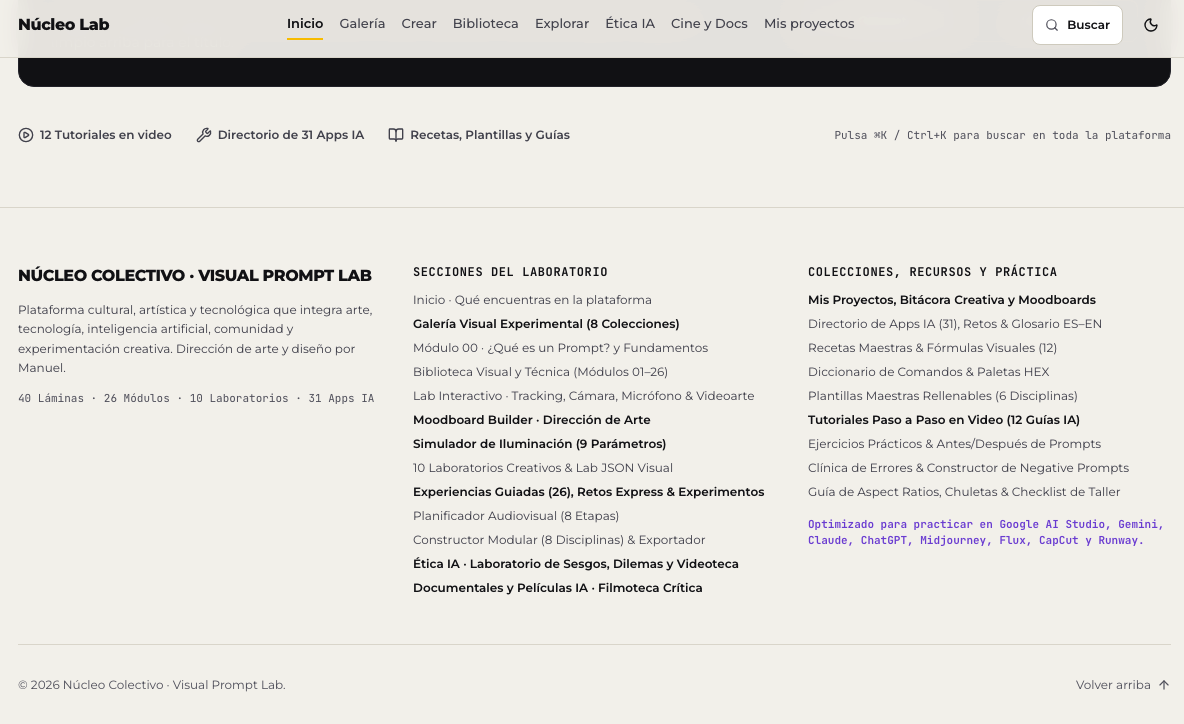 Núcleo Lab
Inicio
Galería
Crear
Biblioteca
Explorar
Ética IA
Cine y Docs
Mis proyectos
Buscar
12 Tutoriales en video
Directorio de 31 Apps IA
Recetas, Plantillas y Guías
Pulsa ⌘K / Ctrl+K para buscar en toda la plataforma
NÚCLEO COLECTIVO · VISUAL PROMPT LAB
Plataforma cultural, artística y tecnológica que integra arte,
tecnología, inteligencia artificial, comunidad y
experimentación creativa. Dirección de arte y diseño por
Manuel.
40 Láminas · 26 Módulos · 10 Laboratorios · 31 Apps IA
SECCIONES DEL LABORATORIO
Inicio · Qué encuentras en la plataforma
Galería Visual Experimental (8 Colecciones)
Módulo 00 · ¿Qué es un Prompt? y Fundamentos
Biblioteca Visual y Técnica (Módulos 01–26)
Lab Interactivo · Tracking, Cámara, Micrófono & Videoarte
Moodboard Builder · Dirección de Arte
Simulador de Iluminación (9 Parámetros)
10 Laboratorios Creativos & Lab JSON Visual
Experiencias Guiadas (26), Retos Express & Experimentos
Planificador Audiovisual (8 Etapas)
Constructor Modular (8 Disciplinas) & Exportador
Ética IA · Laboratorio de Sesgos, Dilemas y Videoteca
Documentales y Películas IA · Filmoteca Crítica
COLECCIONES, RECURSOS Y PRÁCTICA
Mis Proyectos, Bitácora Creativa y Moodboards
Directorio de Apps IA (31), Retos & Glosario ES–EN
Recetas Maestras & Fórmulas Visuales (12)
Diccionario de Comandos & Paletas HEX
Plantillas Maestras Rellenables (6 Disciplinas)
Tutoriales Paso a Paso en Video (12 Guías IA)
Ejercicios Prácticos & Antes/Después de Prompts
Clínica de Errores & Constructor de Negative Prompts
Guía de Aspect Ratios, Chuletas & Checklist de Taller
Optimizado para practicar en Google AI Studio, Gemini,
Claude, ChatGPT, Midjourney, Flux, CapCut y Runway.
© 2026 Núcleo Colectivo · Visual Prompt Lab.
Volver arriba